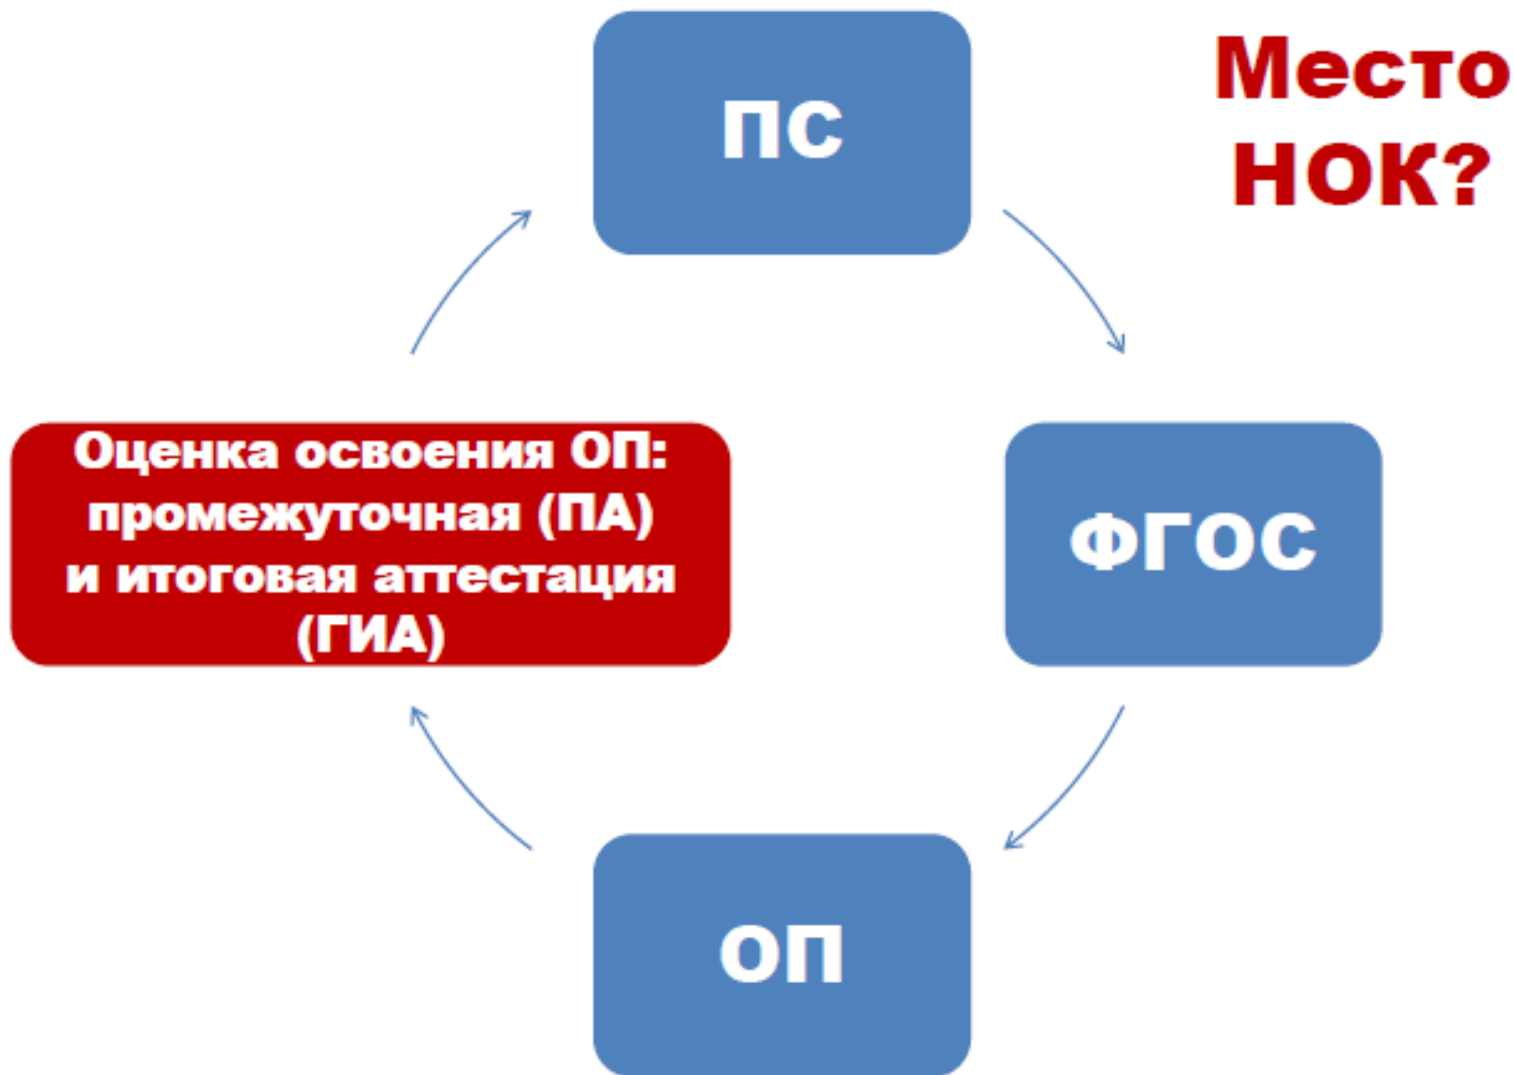 ПС
Место
НОК?
Оценка освоения ОП:
промежуточная (ПА)
и итоговая аттестация
(ГИА)
ФГОС
ОП